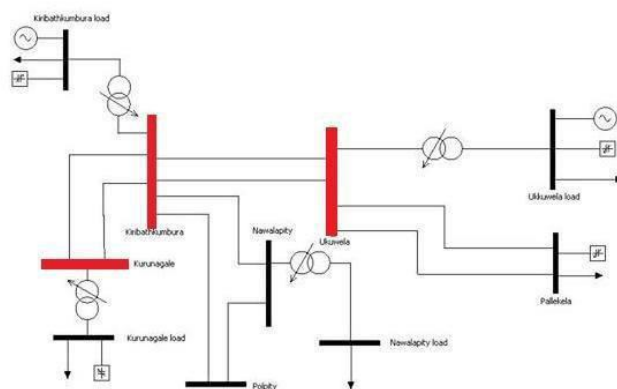 Kiribathkumbura load
Kiribathkumbura
Kurunagale
Kurunagale load
Nawalapity
Polpity
Nawalapity load
Ukuwela
Ukkuwela load
Pallekela